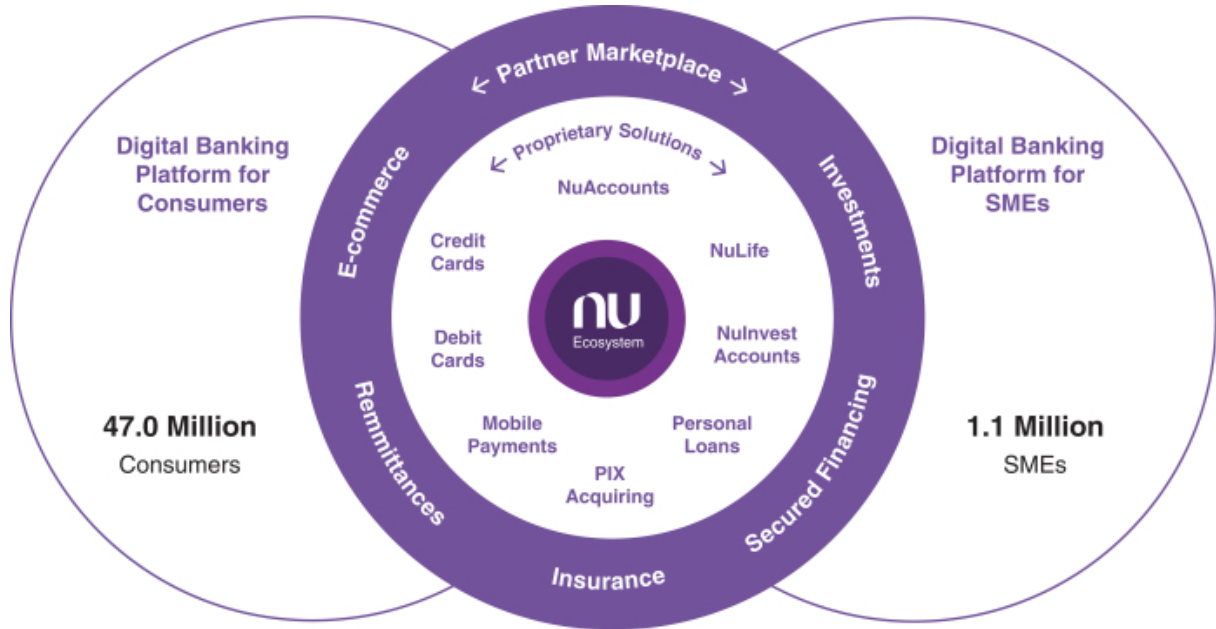 ← Partner Marketplace →
← Proprietary Solutions →
Digital Banking
Platform for
Consumers
47.0 Million
Consumers
E-commerce
Remmittances
Insurance
Secured Financing
Investments
NuAccounts
Credit
Cards
NuLife
Debit
Cards
NuInvest
Accounts
Mobile
Payments
Personal
Loans
PIX
Acquiring
nu
Ecosystem
Digital Banking
Platform for
SMEs
1.1 Million
SMEs